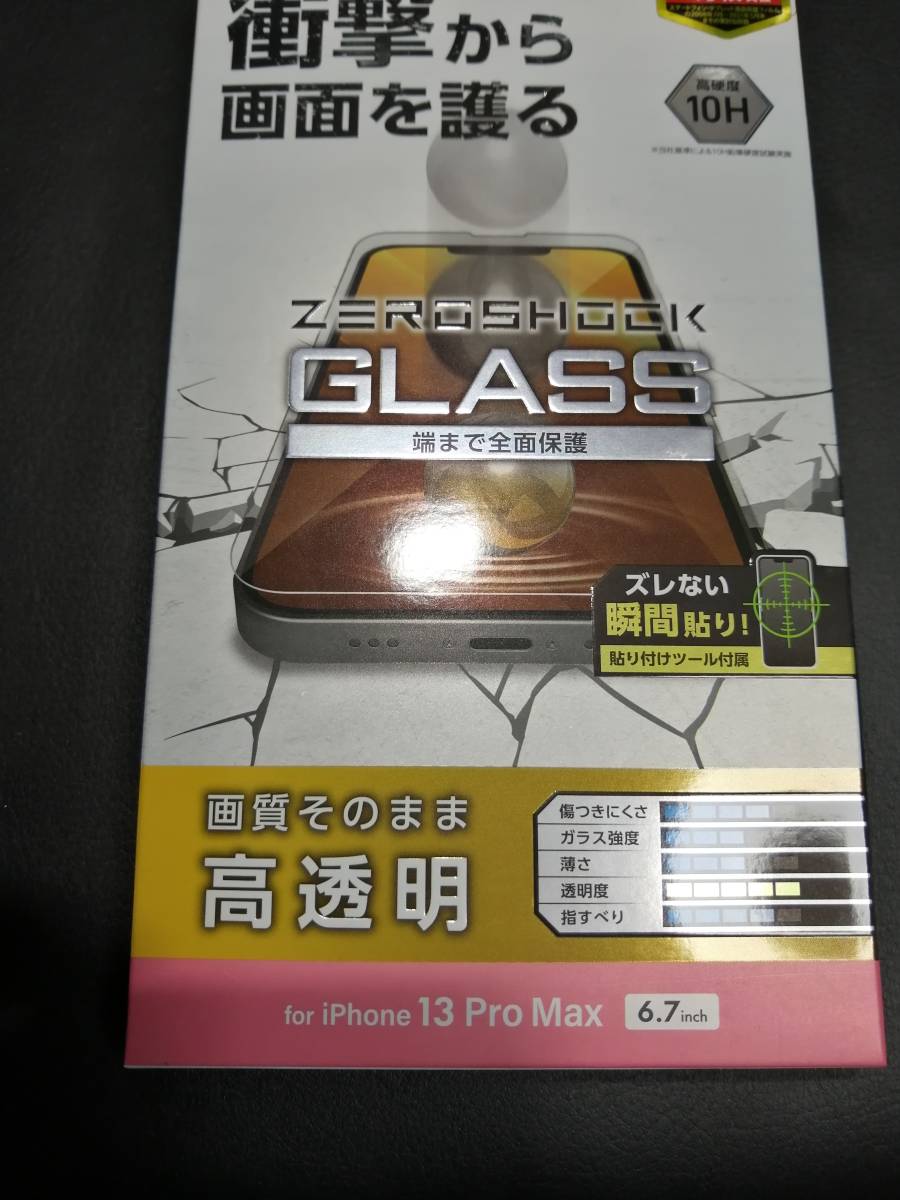 衝撃から
画面を護る
高硬度
10H
ZEROSHOCK
GLASS
端まで全面保護
ズレない
瞬間貼り!
貼り付けツール付属
画質そのまま
高透明
傷つきにくさ
ガラス強度
薄さ
透明度
指すべり
for iPhone 13 Pro Max 6.7inch